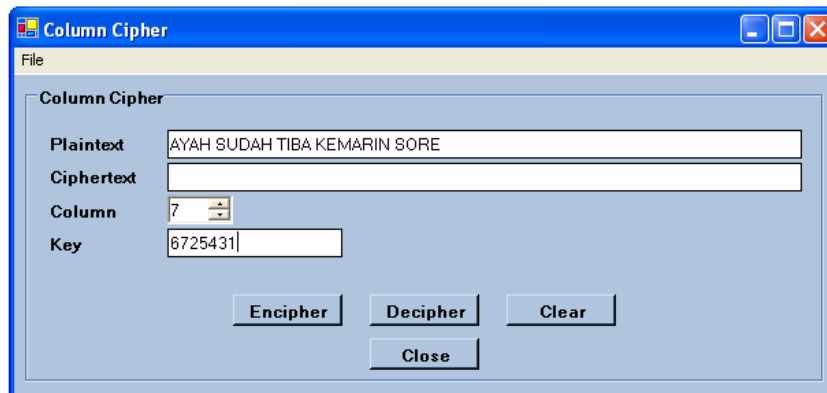 Column Cipher
File
Column Cipher
Plaintext AYAH SUDAH TIBA KEMARIN SORE
Ciphertext
Column 7
Key 6725431
Encipher Decipher Clear
Close